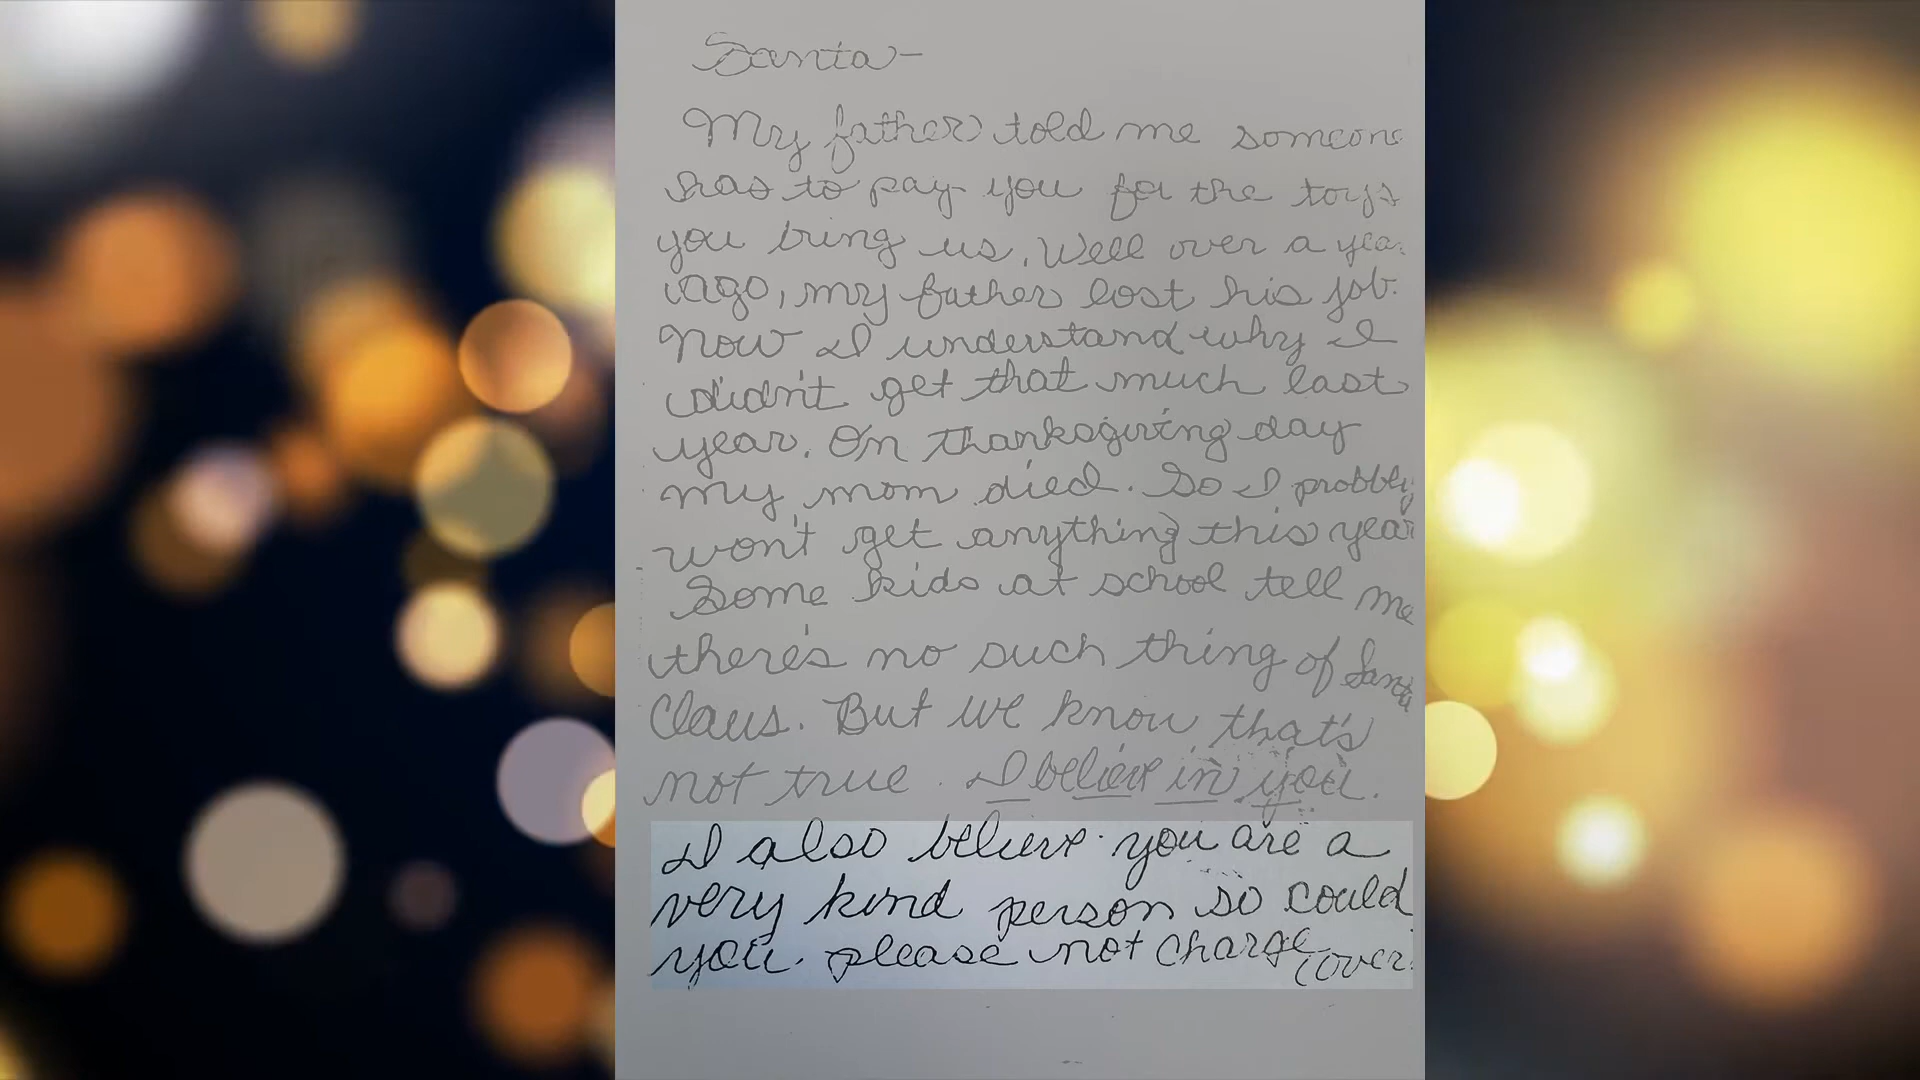 Santa-
My father told me someone
has to pay you for the toys
you bring us. Well over a year
ago, my father lost his job.
Now I understand why I
didn't get that much last
year. On thanksgiving day
my mom died. So I probbly
won't get anything this year
Some kids at school tell me
there's no such thing of Santa
Claus. But we know that's
not true. I believe in you.
I also believe you are a
very kind person so could
you please not charge
(over